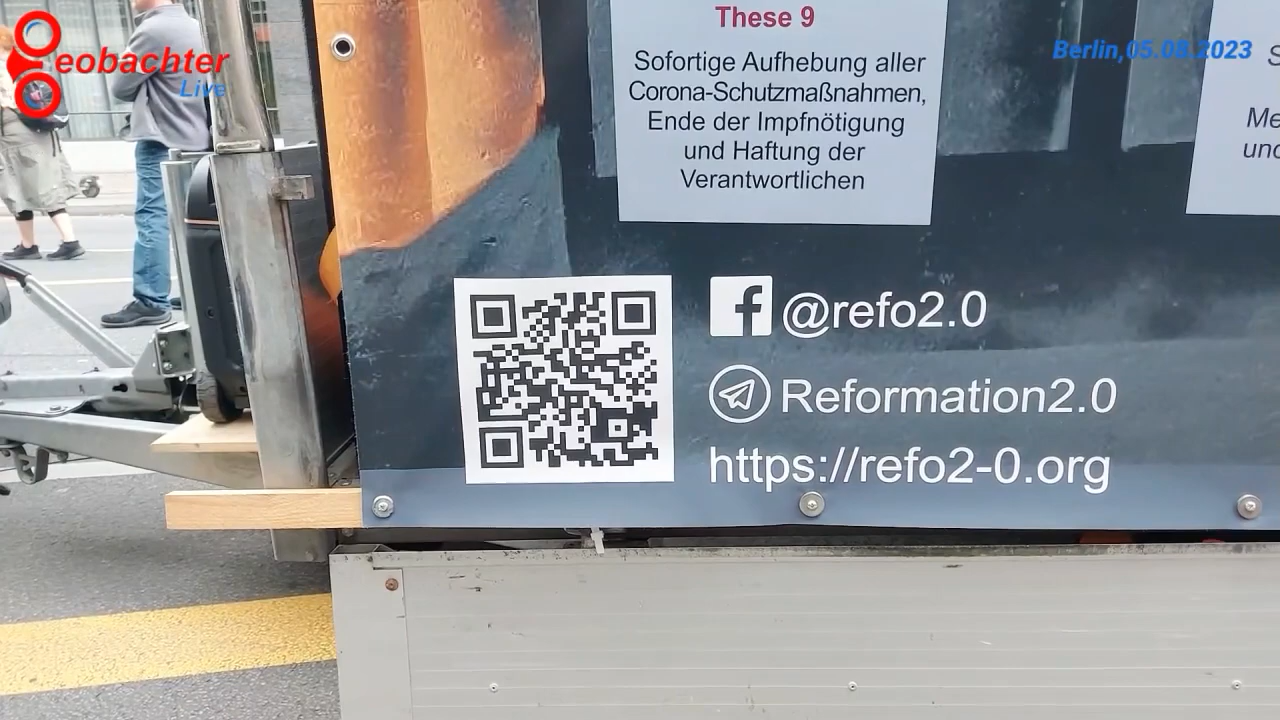 Beobachter
Live
Berlin,05.08.2023
These 9
Sofortige Aufhebung aller
Corona-Schutzmaßnahmen,
Ende der Impfnötigung
und Haftung der
Verantwortlichen
@refo2.0
Reformation2.0
https://refo2-0.org